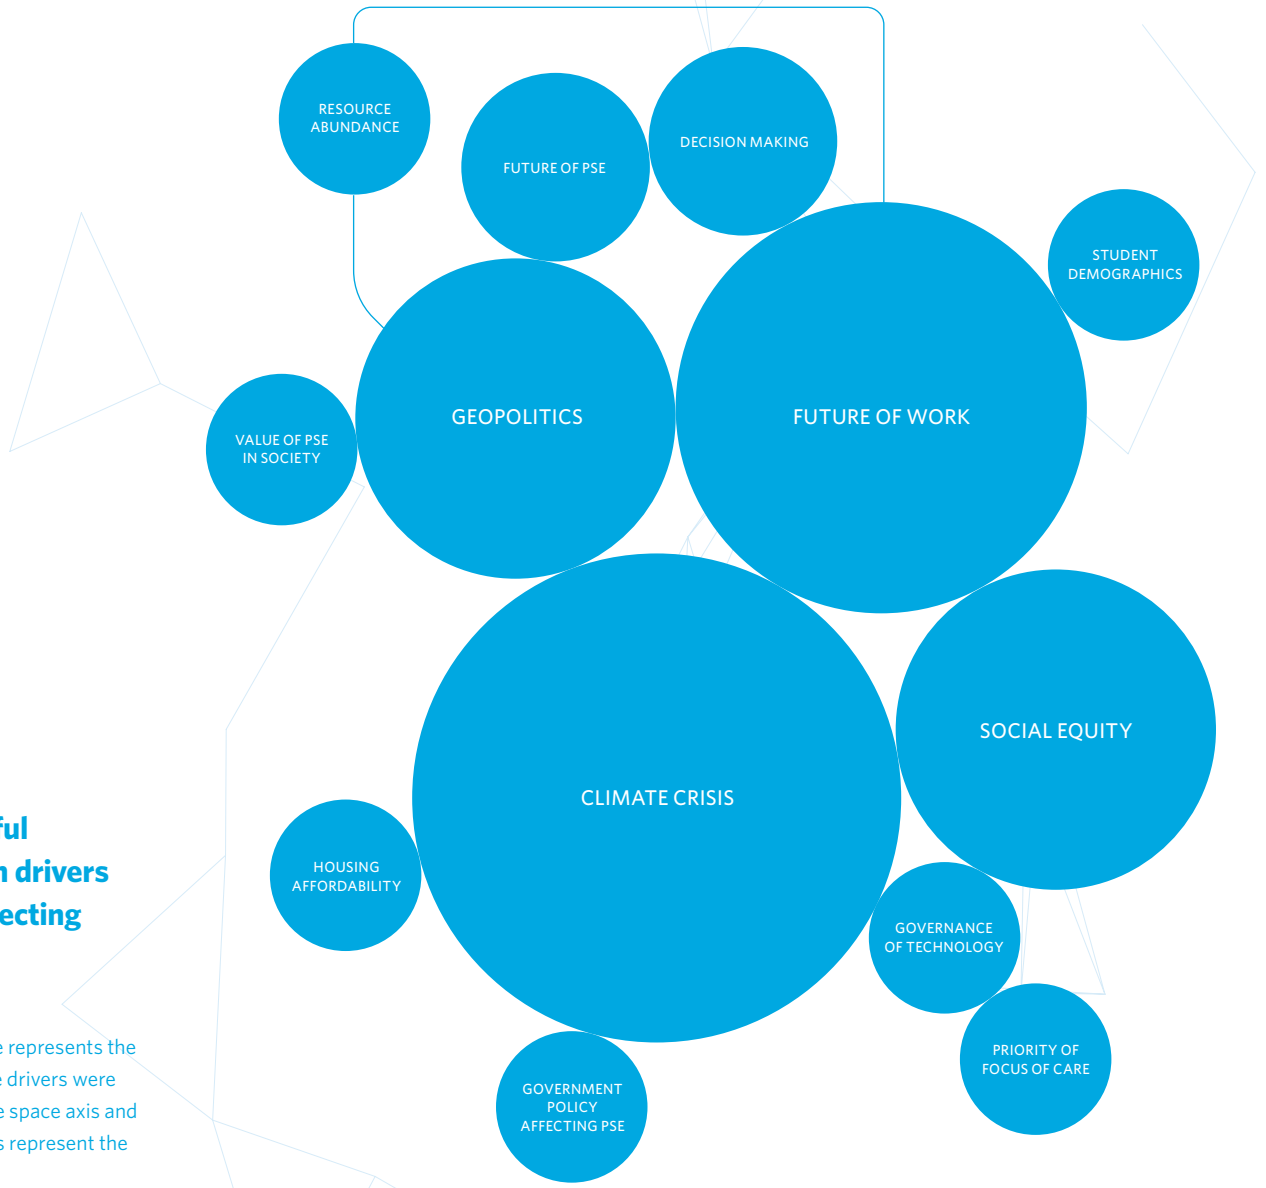 RESOURCE
ABUNDANCE
FUTURE OF PSE
DECISION MAKING
STUDENT
DEMOGRAPHICS
GEOPOLITICS
FUTURE OF WORK
VALUE OF PSE
IN SOCIETY
SOCIAL EQUITY
CLIMATE CRISIS
HOUSING
AFFORDABILITY
GOVERNANCE
OF TECHNOLOGY
PRIORITY OF
FOCUS OF CARE
GOVERNMENT
POLICY
AFFECTING PSE
drivers
represents the
drivers were
space axis and
represent the